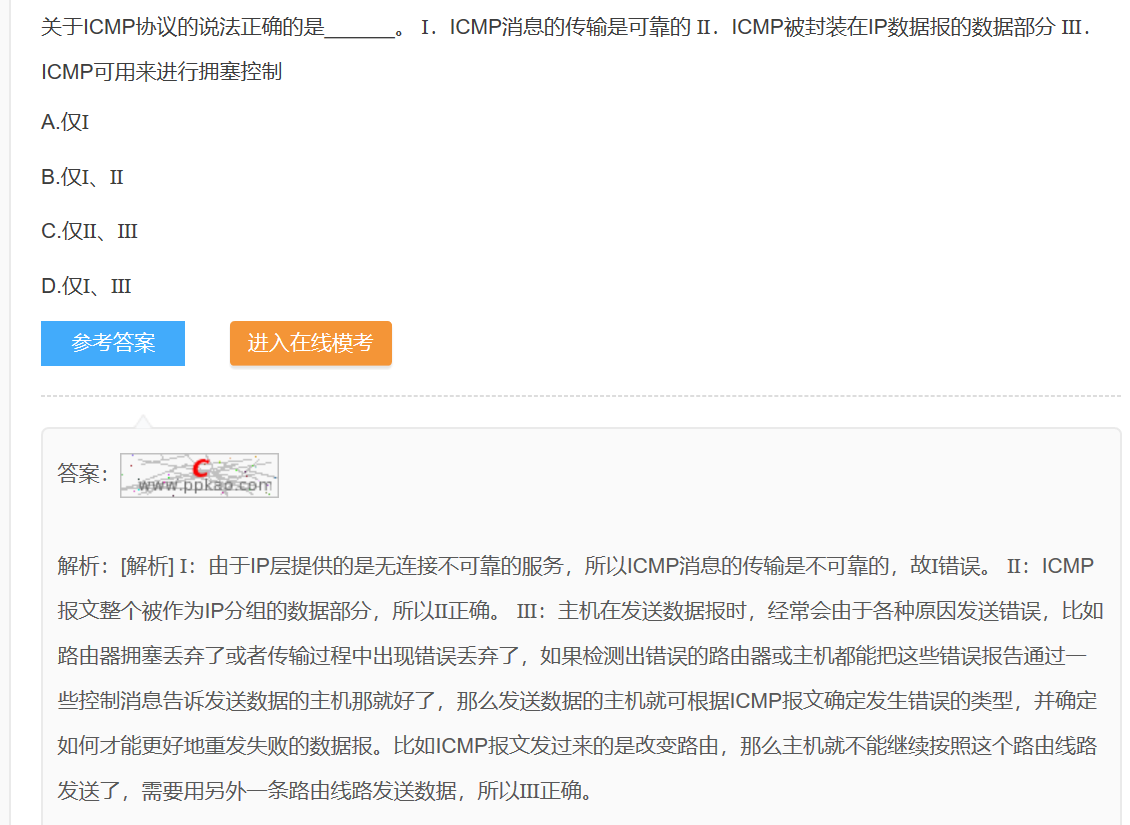 关于ICMP协议的说法正确的是______。 Ⅰ．ICMP消息的传输是可靠的 Ⅱ．ICMP被封装在IP数据报的数据部分 Ⅲ．
ICMP可用来进行拥塞控制
A.仅Ⅰ
B.仅Ⅰ、Ⅱ
C.仅Ⅱ、Ⅲ
D.仅Ⅰ、Ⅲ
参考答案 进入在线模考
答案： C
www.ppkao.com
解析：[解析] Ⅰ：由于IP层提供的是无连接不可靠的服务，所以ICMP消息的传输是不可靠的，故Ⅰ错误。 Ⅱ：ICMP
报文整个被作为IP分组的数据部分，所以Ⅱ正确。 Ⅲ：主机在发送数据报时，经常会由于各种原因发送错误，比如
路由器拥塞丢弃了或者传输过程中出现错误丢弃了，如果检测出错误的路由器或主机都能把这些错误报告通过一
些控制消息告诉发送数据的主机那就好了，那么发送数据的主机就可根据ICMP报文确定发生错误的类型，并确定
如何才能更好地重发失败的数据报。比如ICMP报文发过来的是改变路由，那么主机就不能继续按照这个路由线路
发送了，需要用另外一条路由线路发送数据，所以Ⅲ正确。